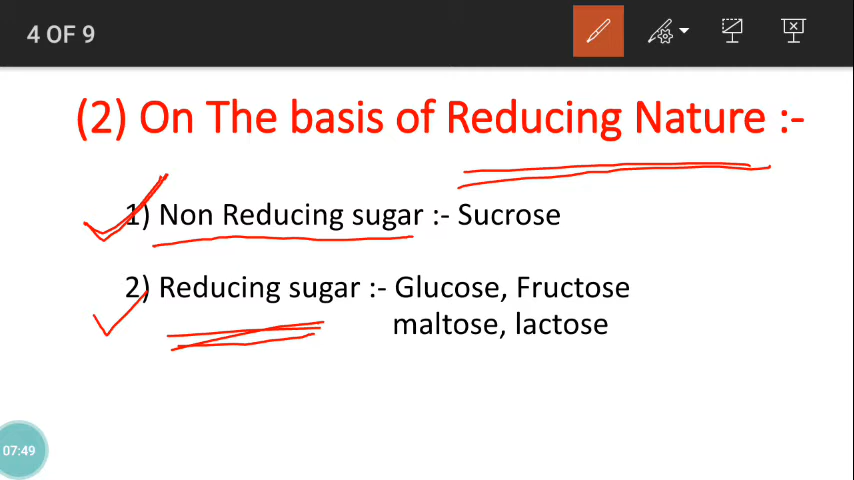 4 OF 9
(2) On The basis of Reducing Nature :-
1) Non Reducing sugar :- Sucrose
2) Reducing sugar :- Glucose, Fructose
maltose, lactose
07:49